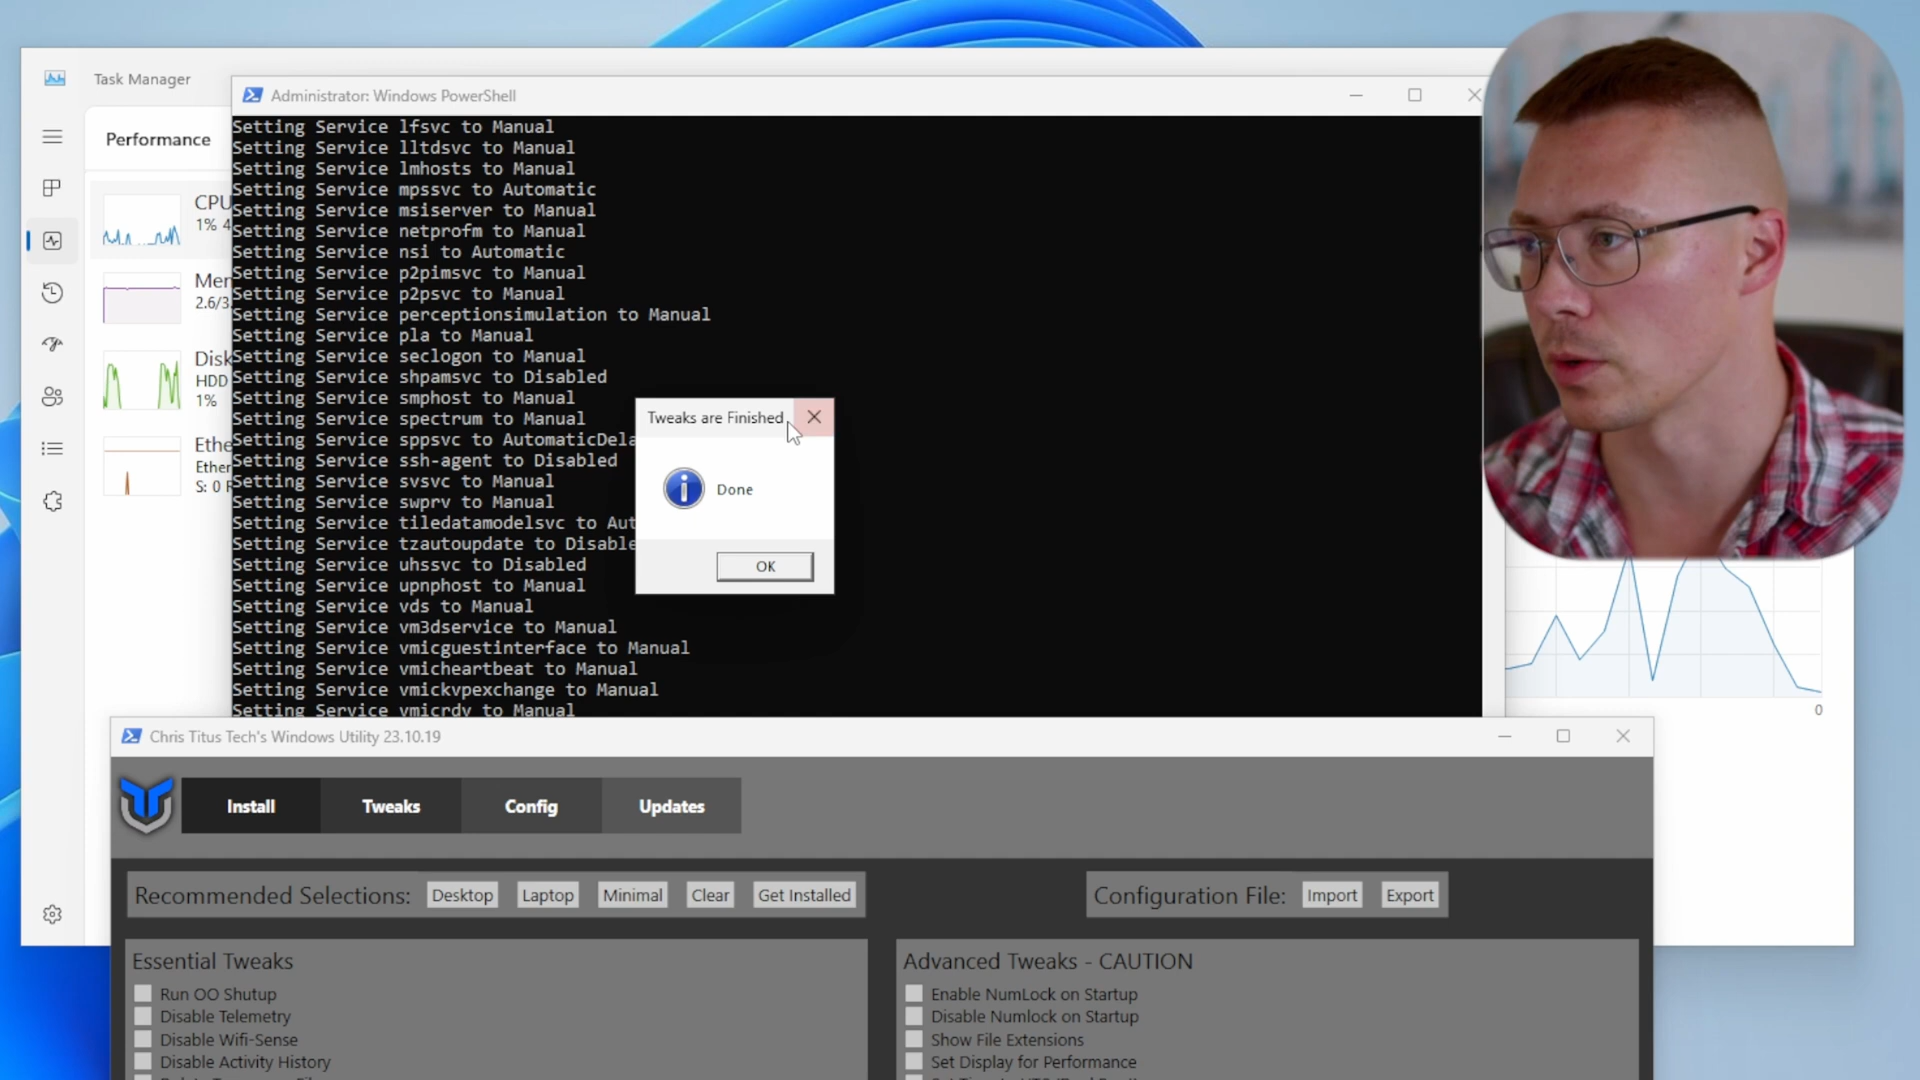 Task Manager
Performance
CPU
1% 4
Mer
2.6/3.
Disk
HDD
1%
Ethe
Ether
S: 0 R
Administrator: Windows PowerShell
Setting Service lfsvc to Manual
Setting Service lltdsvc to Manual
Setting Service lmhosts to Manual
Setting Service mpssvc to Automatic
Setting Service msiserver to Manual
Setting Service netprofm to Manual
Setting Service nsi to Automatic
Setting Service p2pimsvc to Manual
Setting Service p2psvc to Manual
Setting Service perceptionsimulation to Manual
Setting Service pla to Manual
Setting Service seclogon to Manual
Setting Service shpamsvc to Disabled
Setting Service smphost to Manual
Setting Service spectrum to Manual
Setting Service sppsvc to AutomaticDela
Setting Service ssh-agent to Disabled
Setting Service svsvc to Manual
Setting Service swprv to Manual
Setting Service tiledatamodelsvc to Aut
Setting Service tzautoupdate to Disable
Setting Service uhssvc to Disabled
Setting Service upnphost to Manual
Setting Service vds to Manual
Setting Service vm3dservice to Manual
Setting Service vmicguestinterface to Manual
Setting Service vmicheartbeat to Manual
Setting Service vmickvpexchange to Manual
Setting Service vmicrdv to Manual
Tweaks are Finished
Done
OK
0
Chris Titus Tech's Windows Utility 23.10.19
Install Tweaks Config Updates
Recommended Selections: Desktop Laptop Minimal Clear Get Installed
Configuration File: Import Export
Essential Tweaks
Run OO Shutup
Disable Telemetry
Disable Wifi-Sense
Disable Activity History
Advanced Tweaks - CAUTION
Enable NumLock on Startup
Disable Numlock on Startup
Show File Extensions
Set Display for Performance